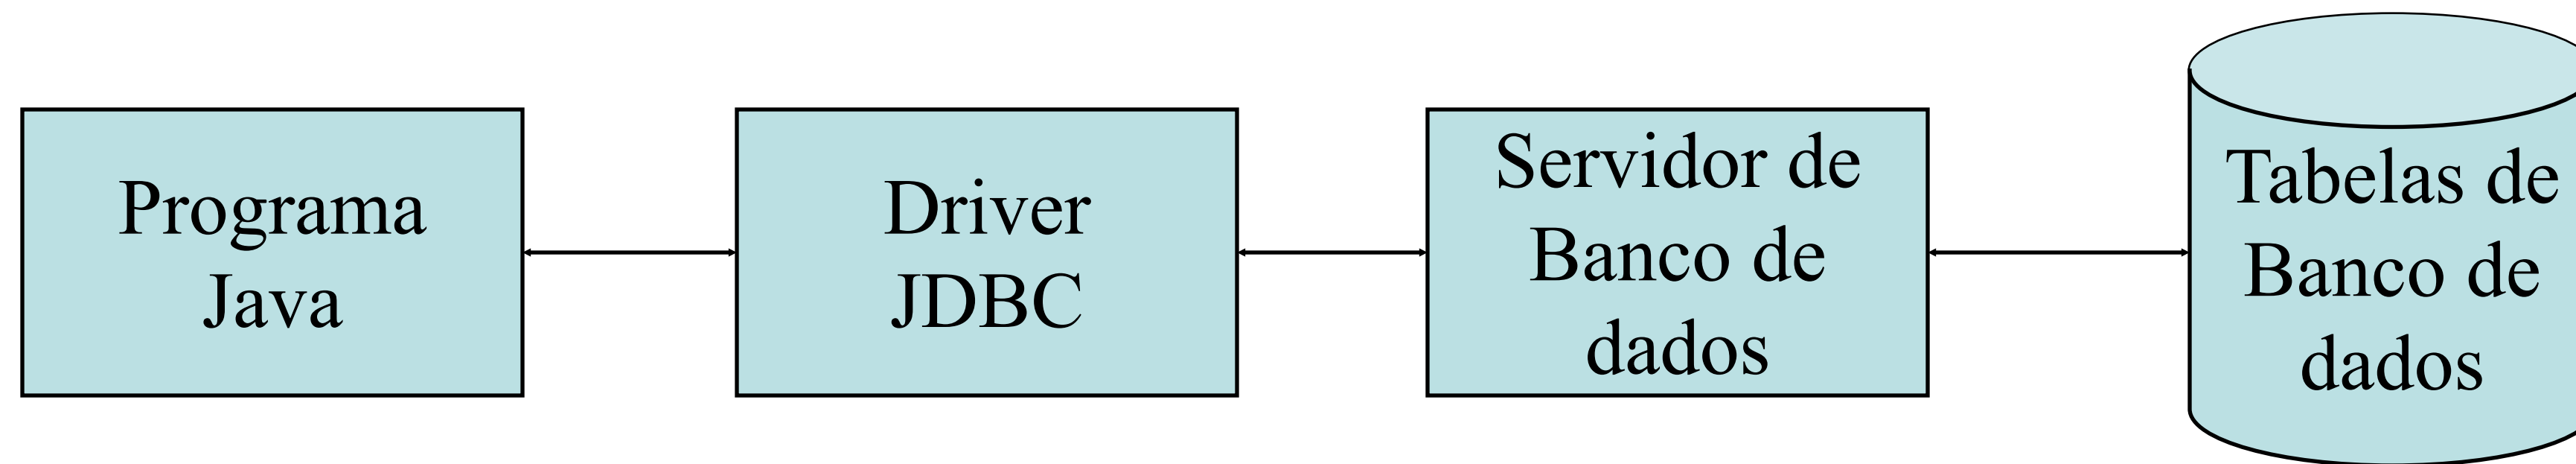 Programa
Java
Driver
JDBC
Servidor de
Banco de
dados
Tabelas de
Banco de
dados